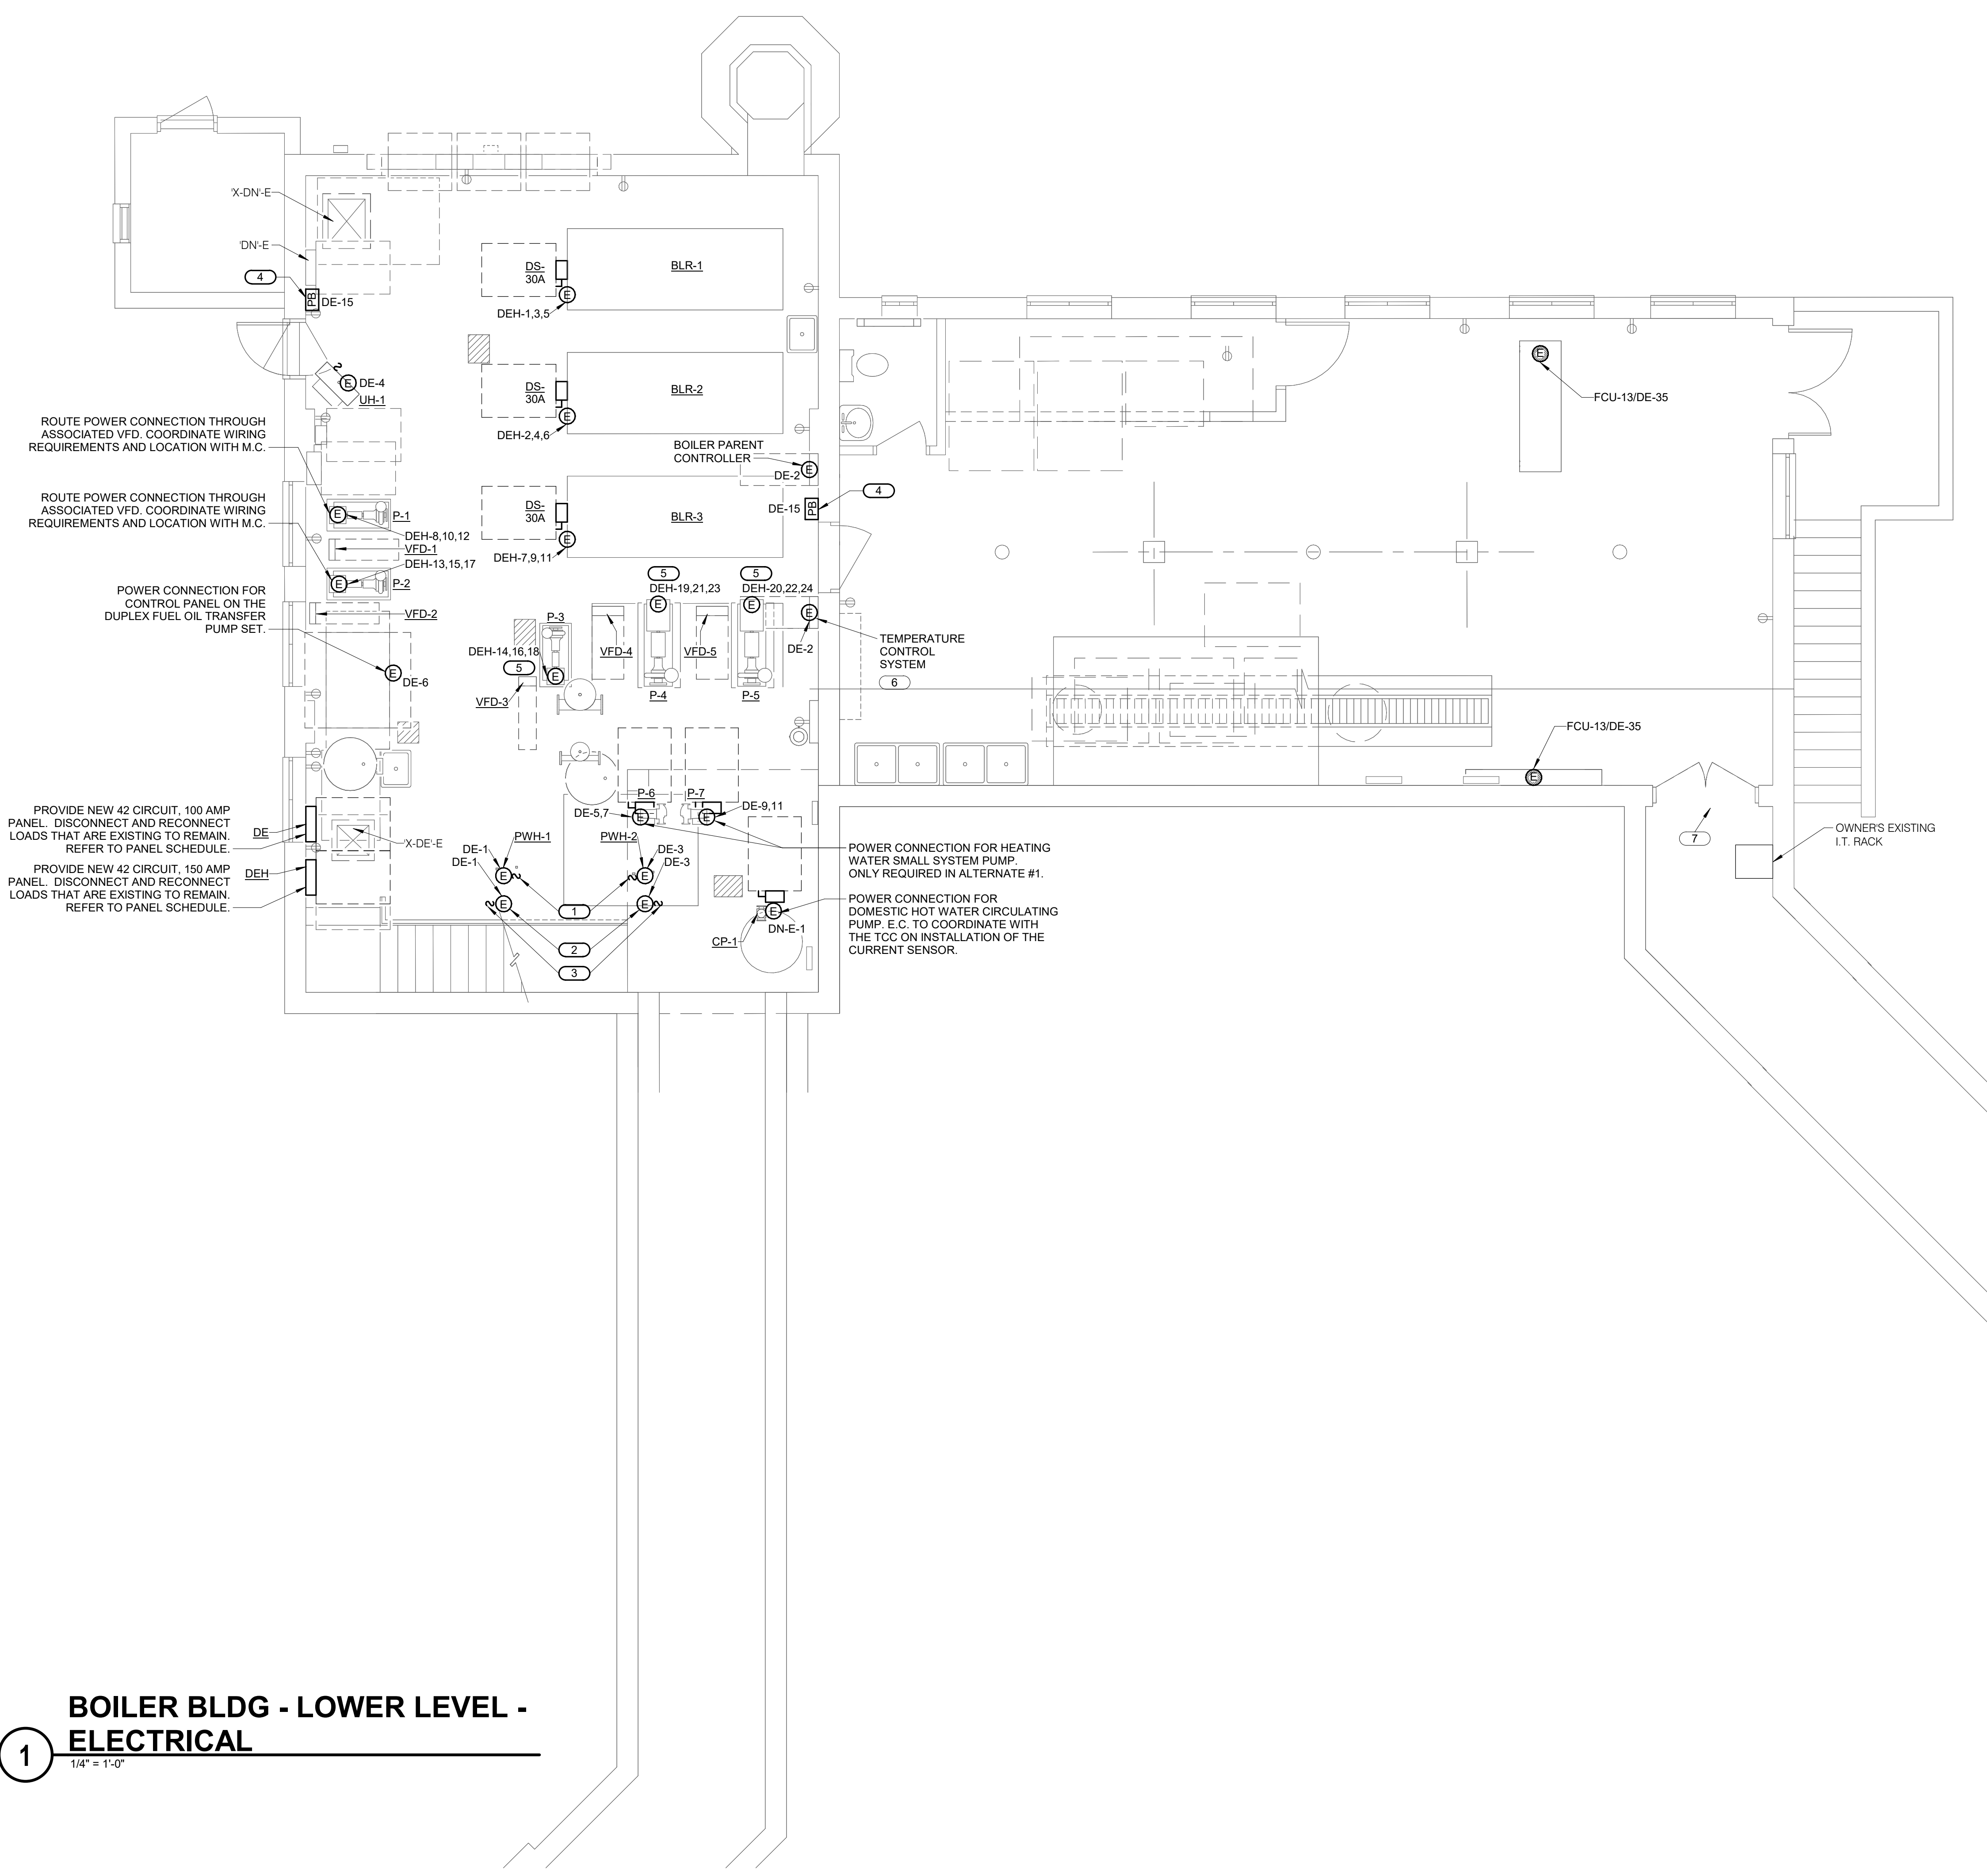 'X-DN'-E
'DN'-E
4
PB
DE-15
DS-
30A
BLR-1
E
DEH-1,3,5
E
DE-4
UH-1
DS-
30A
BLR-2
E
DEH-2,4,6
E
FCU-13/DE-35
ROUTE POWER CONNECTION THROUGH
ASSOCIATED VFD. COORDINATE WIRING
REQUIREMENTS AND LOCATION WITH M.C.
BOILER PARENT
CONTROLLER
DE-2
E
ROUTE POWER CONNECTION THROUGH
ASSOCIATED VFD. COORDINATE WIRING
REQUIREMENTS AND LOCATION WITH M.C.
E
P-1
DEH-8,10,12
VFD-1
DEH-13,15,17
E
P-2
VFD-2
DS-
30A
BLR-3
E
DEH-7,9,11
DE-15
PB
4
POWER CONNECTION FOR
CONTROL PANEL ON THE
DUPLEX FUEL OIL TRANSFER
PUMP SET.
E
DE-6
5
DEH-19,21,23
E
5
DEH-20,22,24
E
P-3
DEH-14,16,18
E
5
VFD-3
VFD-4
P-4
VFD-5
P-5
E
DE-2
TEMPERATURE
CONTROL
SYSTEM
6
FCU-13/DE-35
E
PROVIDE NEW 42 CIRCUIT, 100 AMP
PANEL. DISCONNECT AND RECONNECT
LOADS THAT ARE EXISTING TO REMAIN.
REFER TO PANEL SCHEDULE.
DE
PROVIDE NEW 42 CIRCUIT, 150 AMP
PANEL. DISCONNECT AND RECONNECT
LOADS THAT ARE EXISTING TO REMAIN.
REFER TO PANEL SCHEDULE.
DEH
'X-DE'-E
P-6
P-7
DE-5,7
E
E
DE-9,11
PWH-1
DE-1
DE-1
E
E
PWH-2
DE-3
DE-3
E
E
1
2
3
POWER CONNECTION FOR HEATING
WATER SMALL SYSTEM PUMP.
ONLY REQUIRED IN ALTERNATE #1.
POWER CONNECTION FOR
DOMESTIC HOT WATER CIRCULATING
PUMP. E.C. TO COORDINATE WITH
THE TCC ON INSTALLATION OF THE
CURRENT SENSOR.
E
DN-E-1
CP-1
7
OWNER'S EXISTING
I.T. RACK
1
BOILER BLDG - LOWER LEVEL -
ELECTRICAL
1/4" = 1'-0"